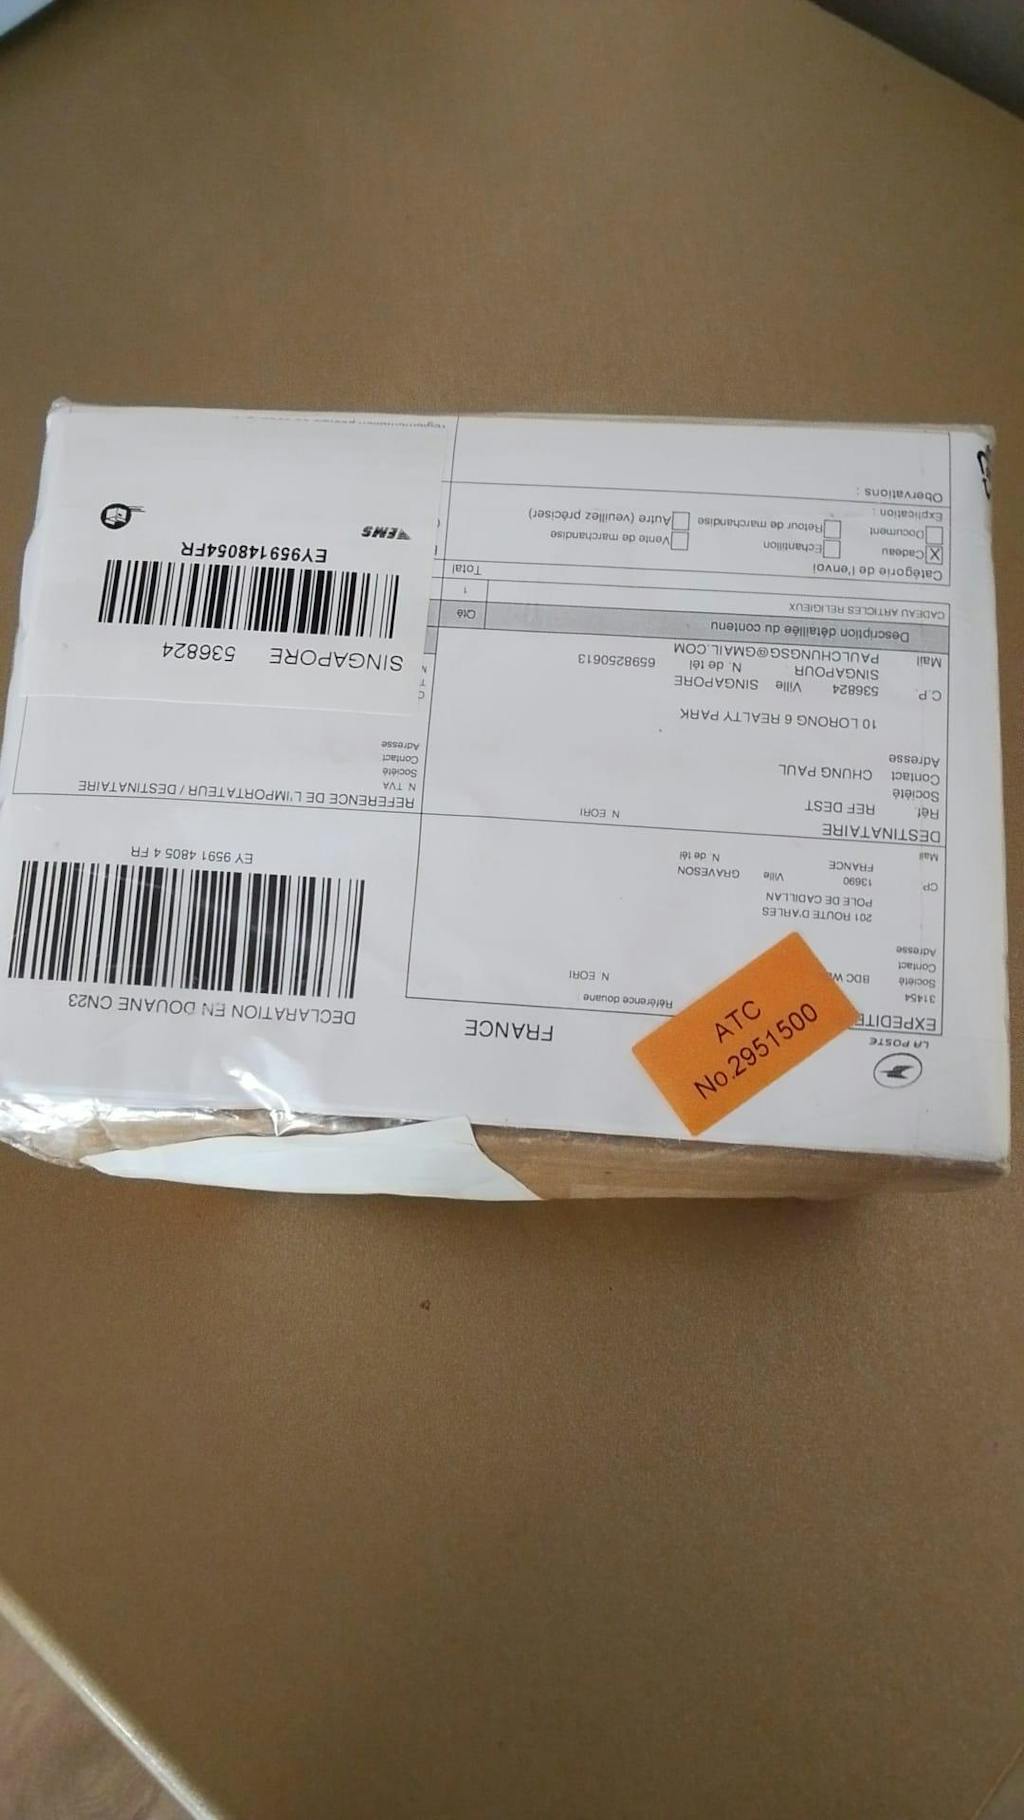 LA POSTE
FRANCE
DECLARATION EN DOUANE CN23
EXPEDITE
Référence douane :
31454
Société BDC W
N. EORI
Contact
Adresse
201 ROUTE D'ARLES
POLE DE CADILLAN
CP 13690 Ville GRAVESON
FRANCE N. de tél
Mail
EY 9591 4805 4 FR
DESTINATAIRE
Réf. REF DEST N. EORI
Société
Contact CHUNG PAUL
Adresse
10 LORONG 6 REALTY PARK
C.P. 536824 Ville SINGAPORE
SINGAPOUR N. de tél 6598250613
Mail PAULCHUNGSG@GMAIL.COM
REFERENCE DE L'IMPORTATEUR / DESTINATAIRE
N. TVA
Société
Contact
Adresse
Description détaillée du contenu Qté
CADEAU ARTICLES RELIGIEUX 1
Total
Catégorie de l'envoi
X Cadeau Echantillon Vente de marchandise
Document Retour de marchandise Autre (veuillez préciser)
Explication :
Obervations :
SINGAPORE 536824
EY959148054FR
EMS
ATC
No.2951500